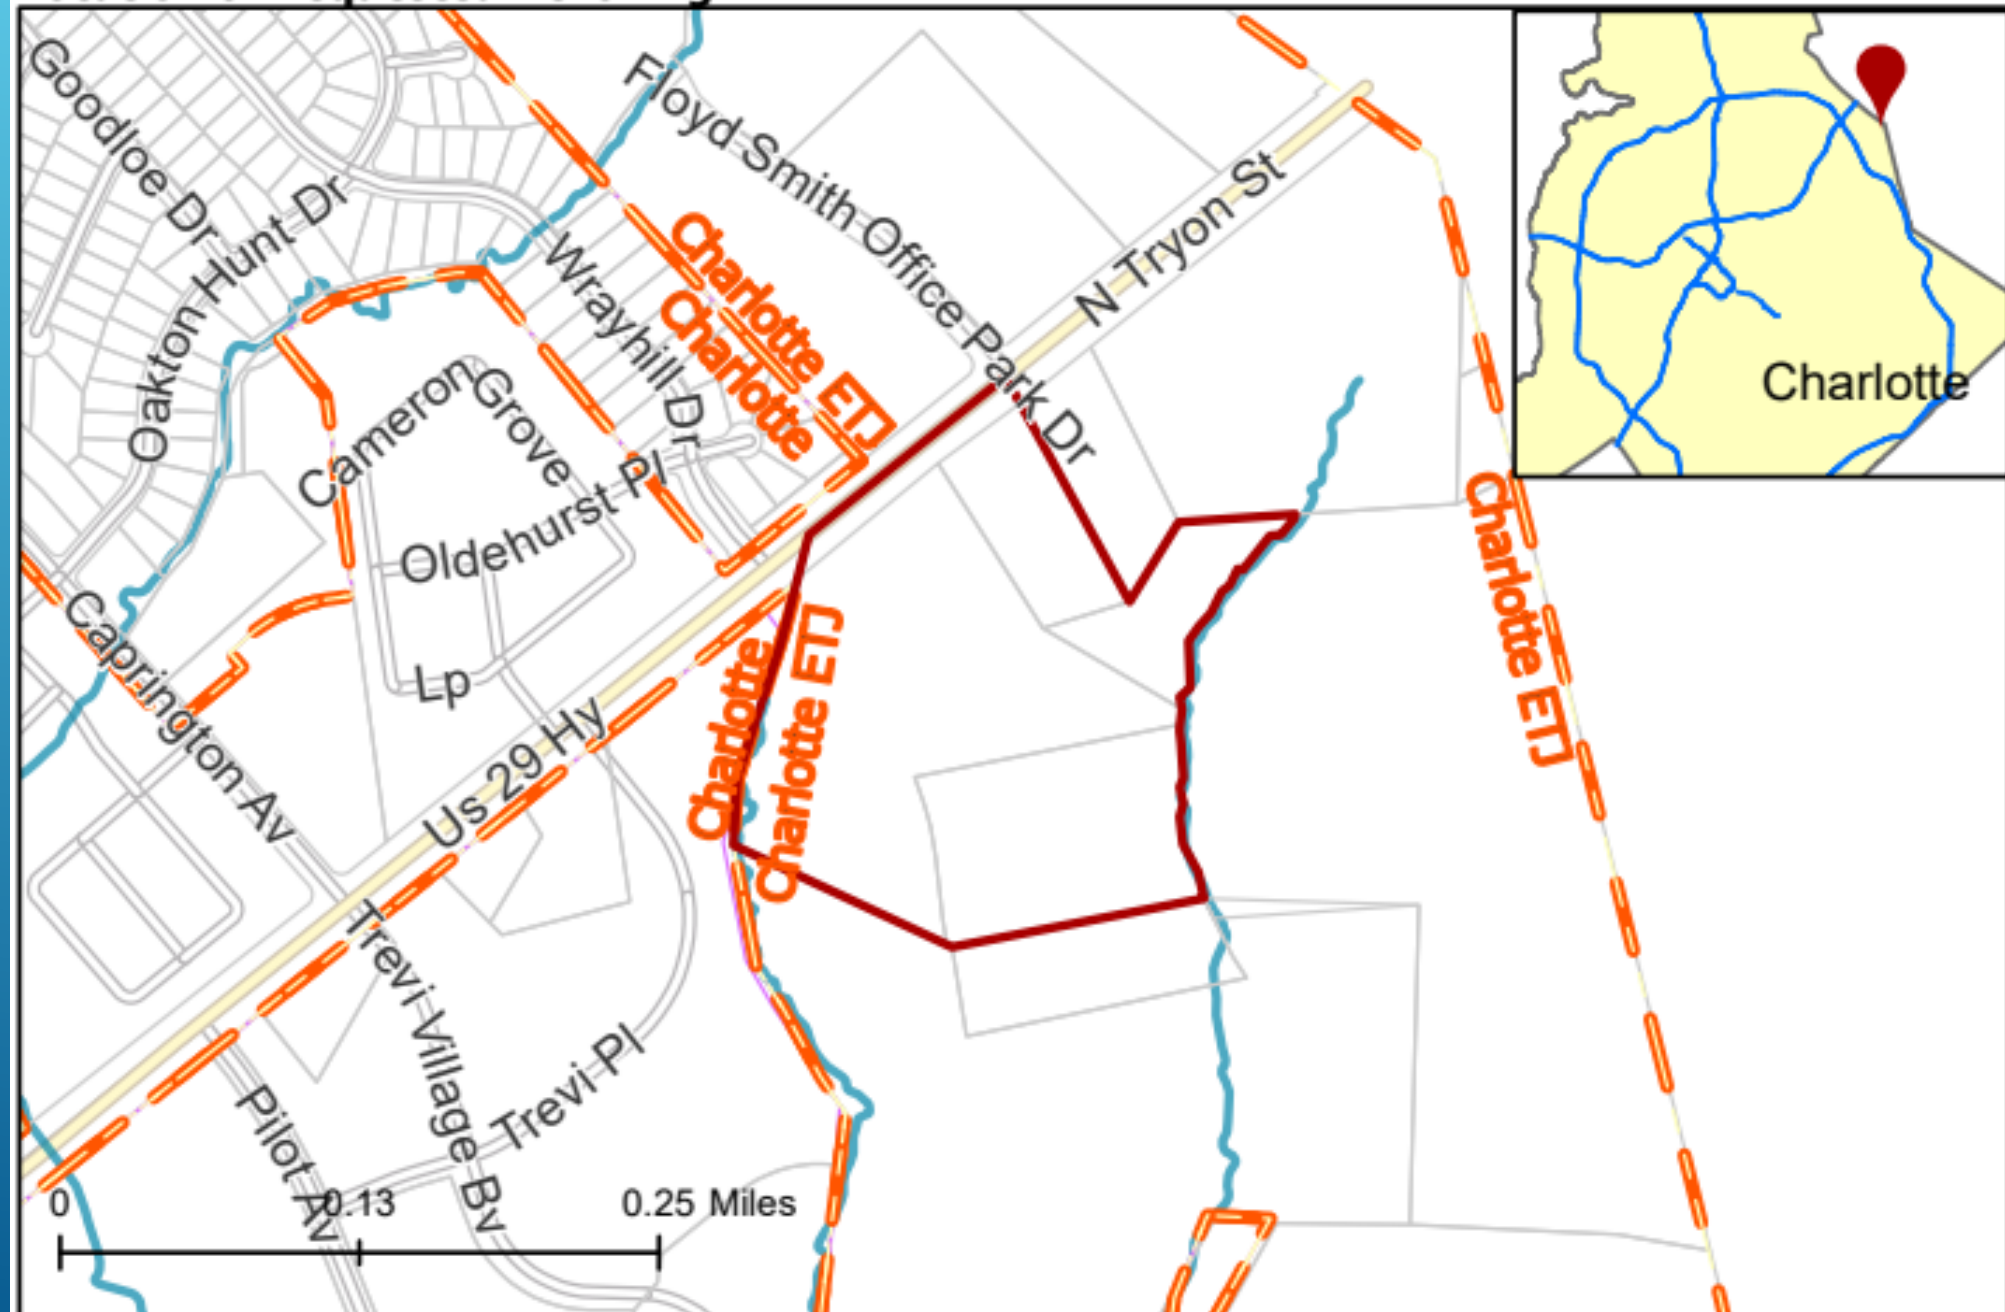 Goodloe Dr
Oakton Hunt Dr
Floyd Smith Office Park Dr
N Tryon St
Charlotte ETJ
Charlotte
Wrayhill Dr
Cameron
Grove
Oldehurst Pl
Lp
Caprington Av
Us 29 Hy
Charlotte
Charlotte ETJ
Charlotte ETJ
Charlotte
Trevi Village Bv
Trevi Pl
Pilot Av
0
0.13
0.25 Miles